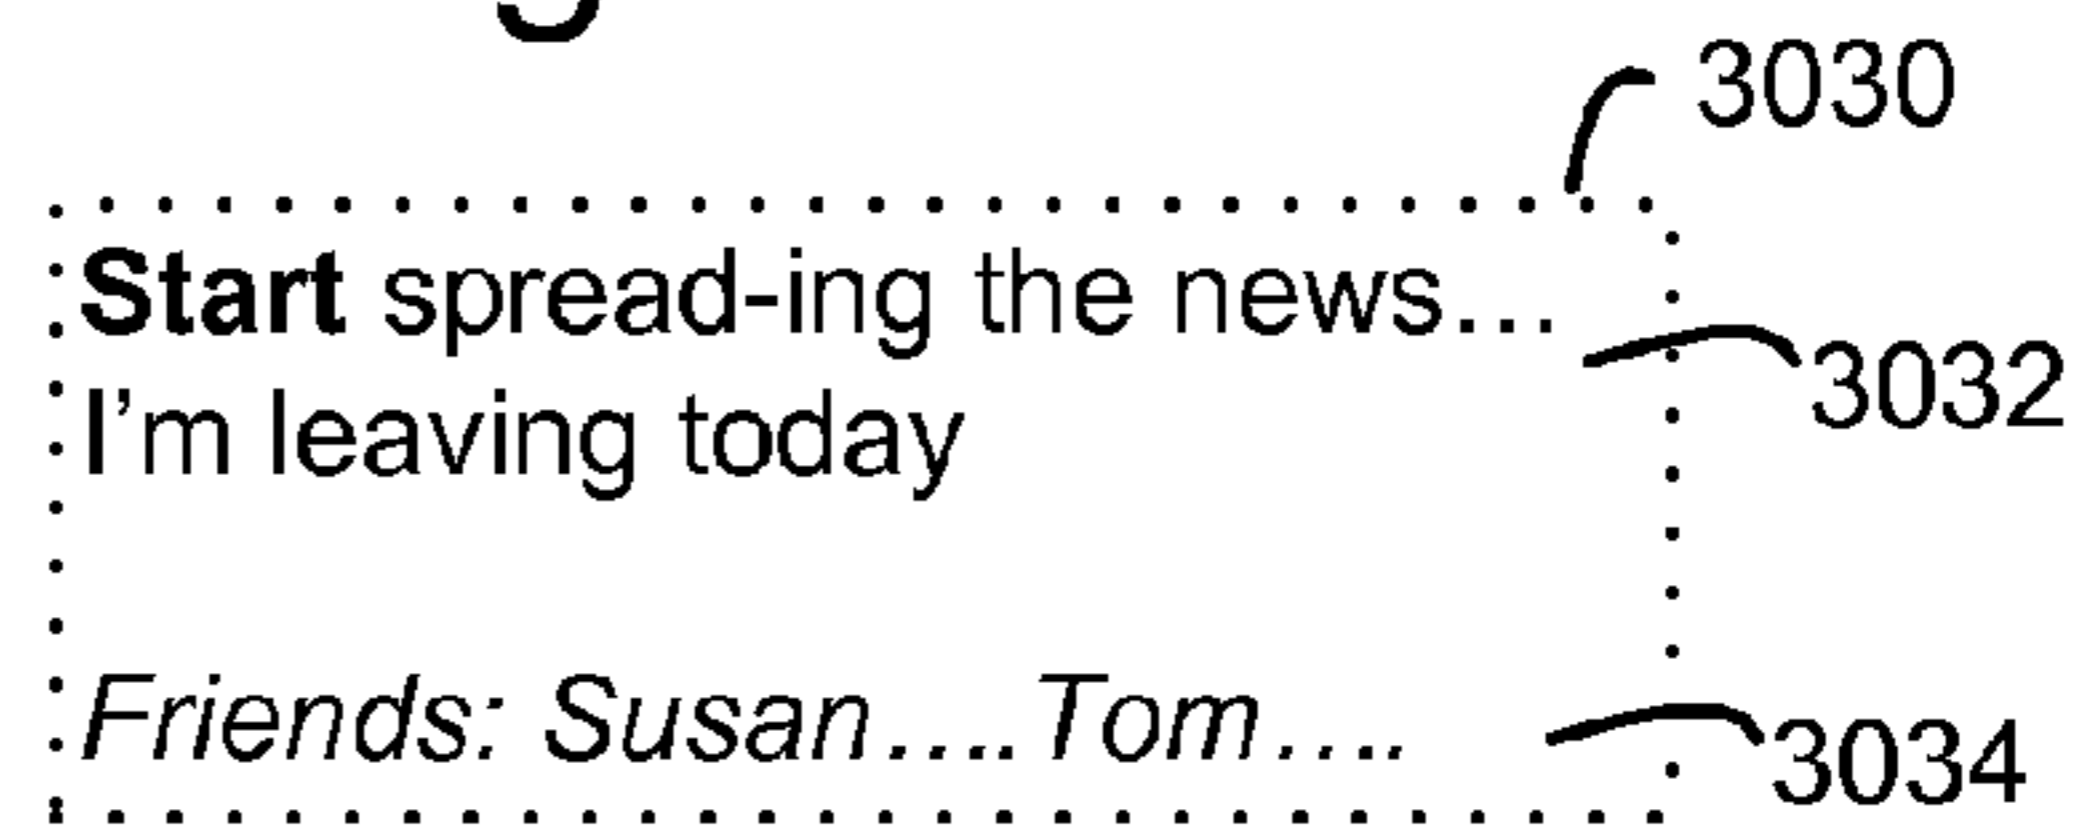 3030
Start spread-ing the news...
3032
I'm leaving today
Friends: Susan....Tom....
3034